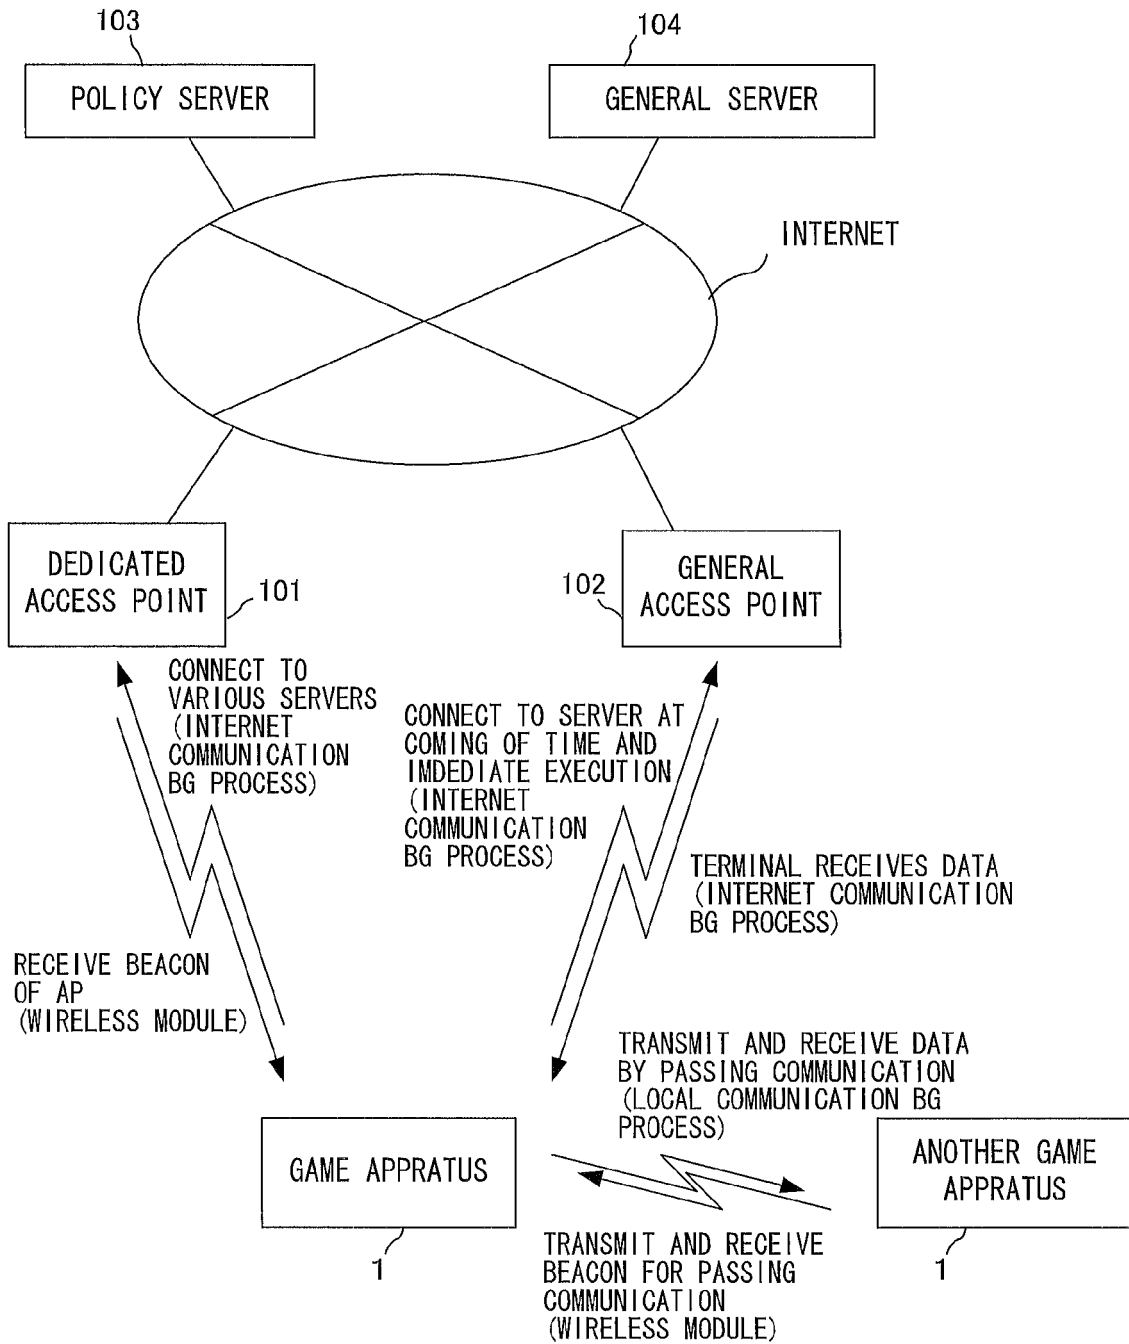 103
104
POLICY SERVER
GENERAL SERVER
INTERNET
DEDICATED
ACCESS POINT
101
GENERAL
ACCESS POINT
102
CONNECT TO
VARIOUS SERVERS
(INTERNET
COMMUNICATION
BG PROCESS)
CONNECT TO SERVER AT
COMING OF TIME AND
IMDEDIATE EXECUTION
(INTERNET
COMMUNICATION
BG PROCESS)
TERMINAL RECEIVES DATA
(INTERNET COMMUNICATION
BG PROCESS)
RECEIVE BEACON
OF AP
(WIRELESS MODULE)
TRANSMIT AND RECEIVE DATA
BY PASSING COMMUNICATION
(LOCAL COMMUNICATION BG
PROCESS)
GAME APPRATUS
ANOTHER GAME
APPRATUS
1
1
TRANSMIT AND RECEIVE
BEACON FOR PASSING
COMMUNICATION
(WIRELESS MODULE)